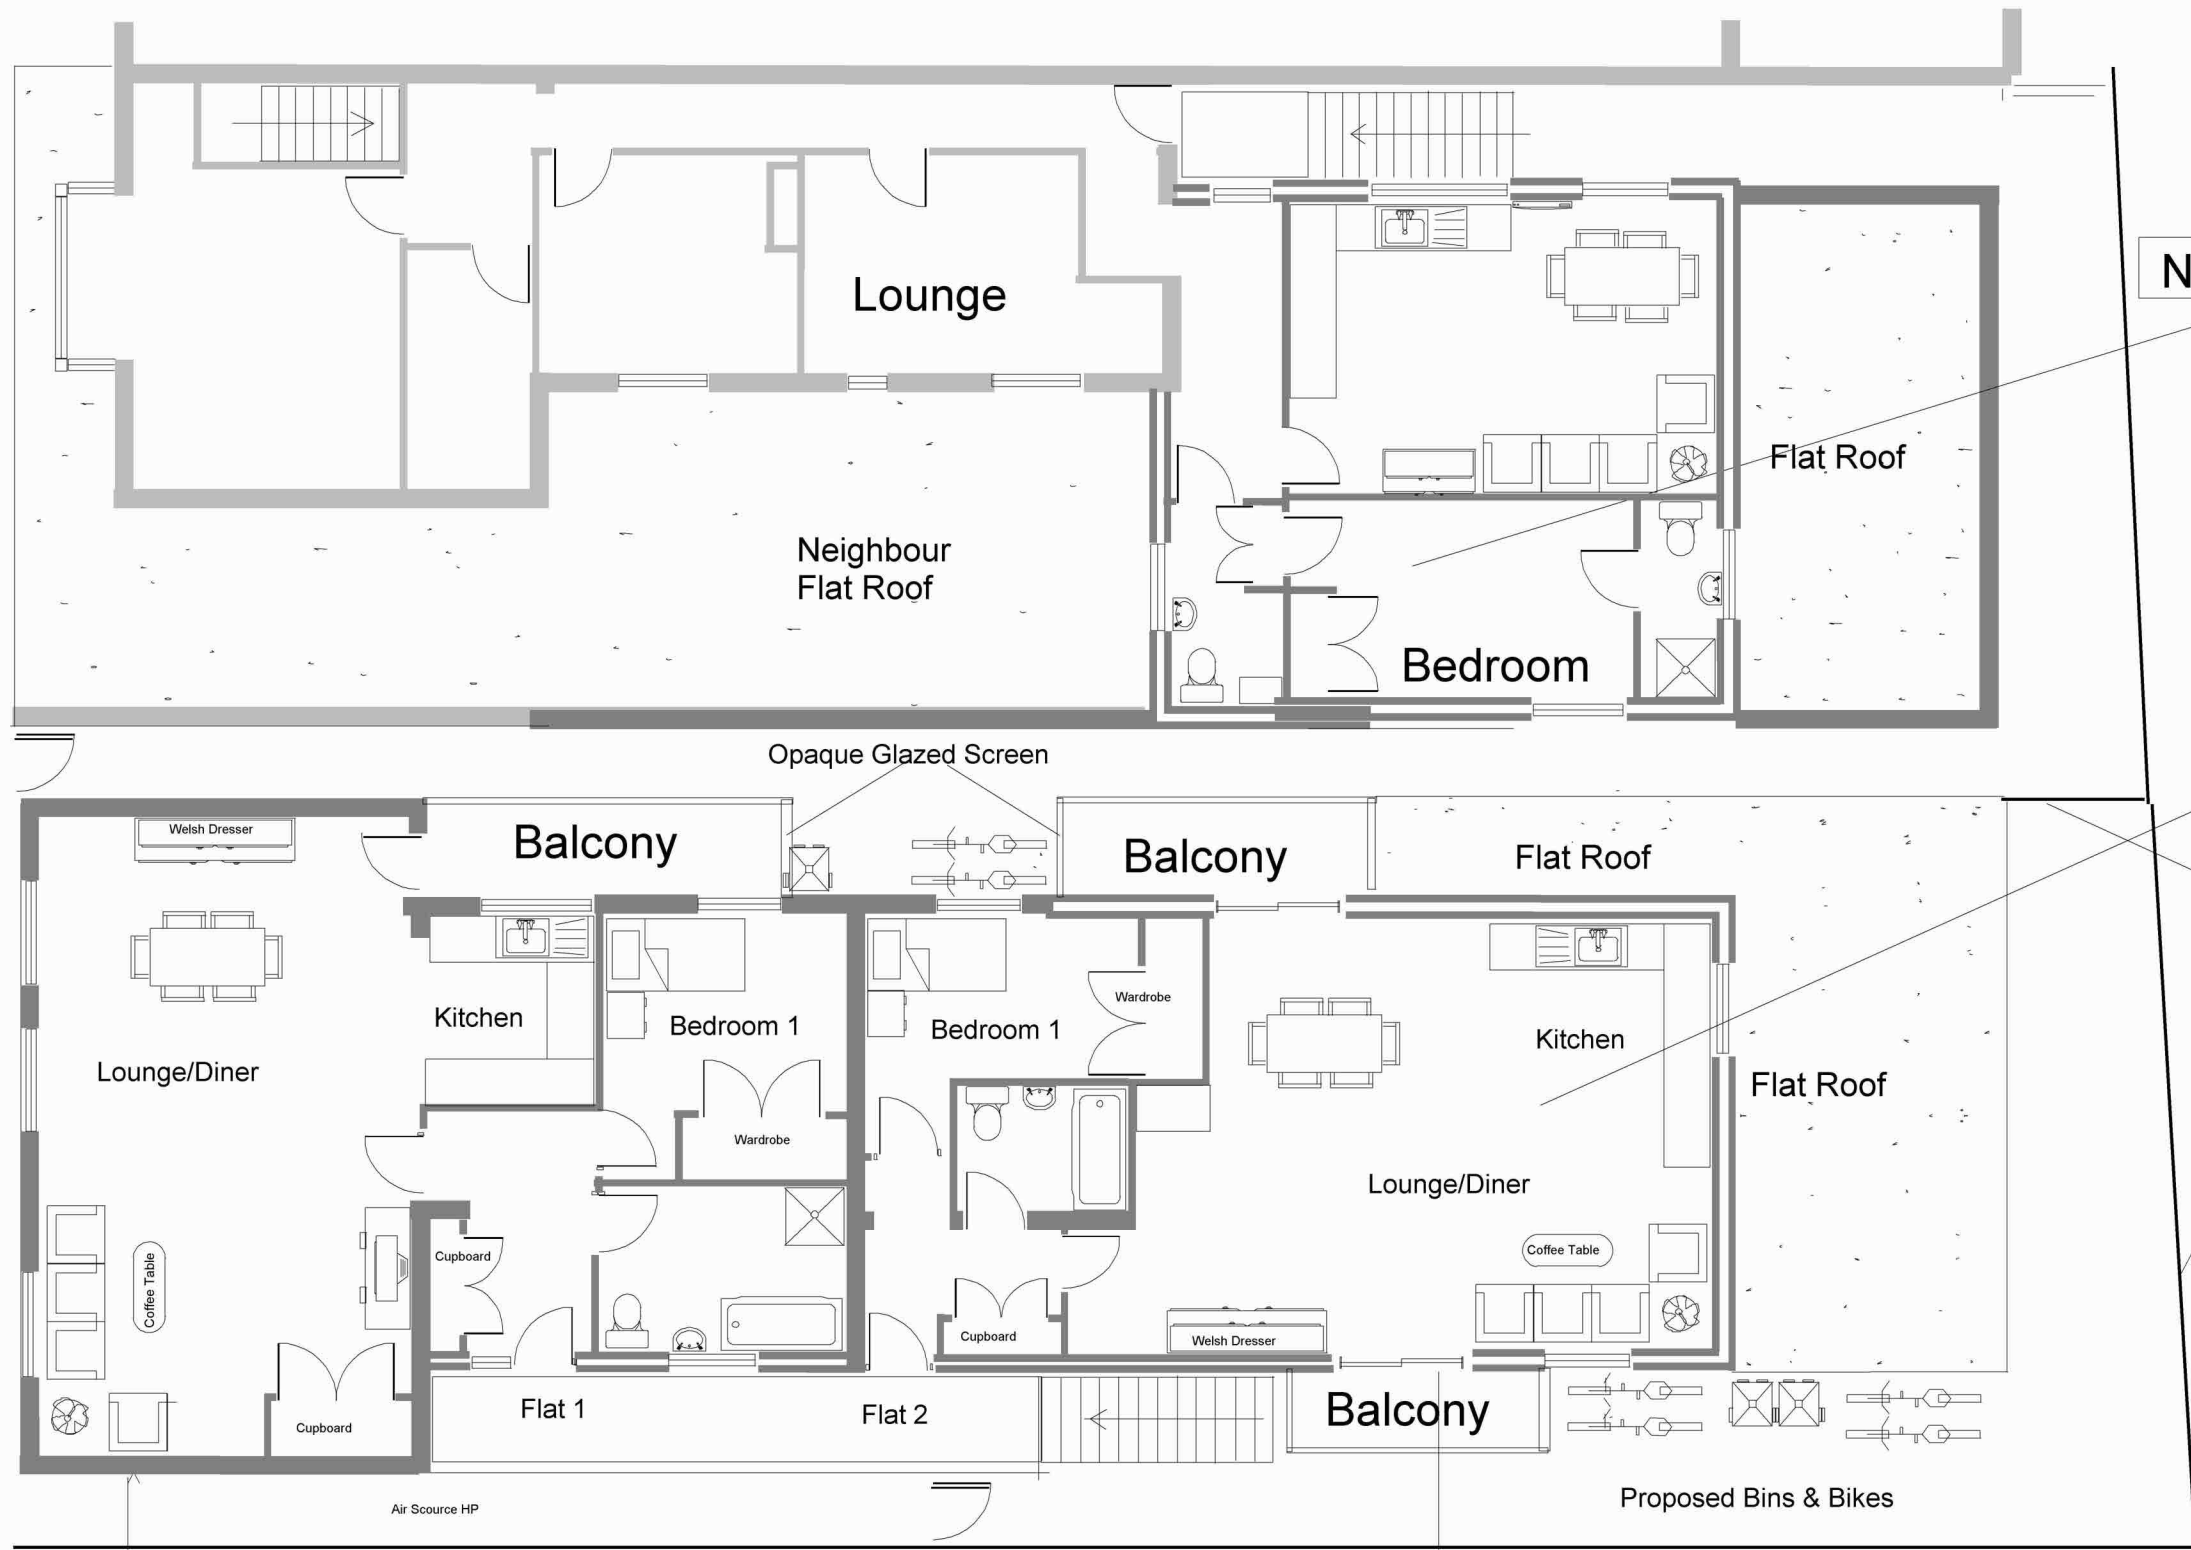 N
Lounge
Flat Roof
Neighbour
Flat Roof
Bedroom
Opaque Glazed Screen
Welsh Dresser
Balcony
Balcony
Flat Roof
Kitchen
Bedroom 1
Bedroom 1
Wardrobe
Kitchen
Lounge/Diner
Flat Roof
Wardrobe
Lounge/Diner
Cupboard
Coffee Table
Coffee Table
Cupboard
Welsh Dresser
Cupboard
Flat 1
Flat 2
Balcony
Air Scource HP
Proposed Bins & Bikes